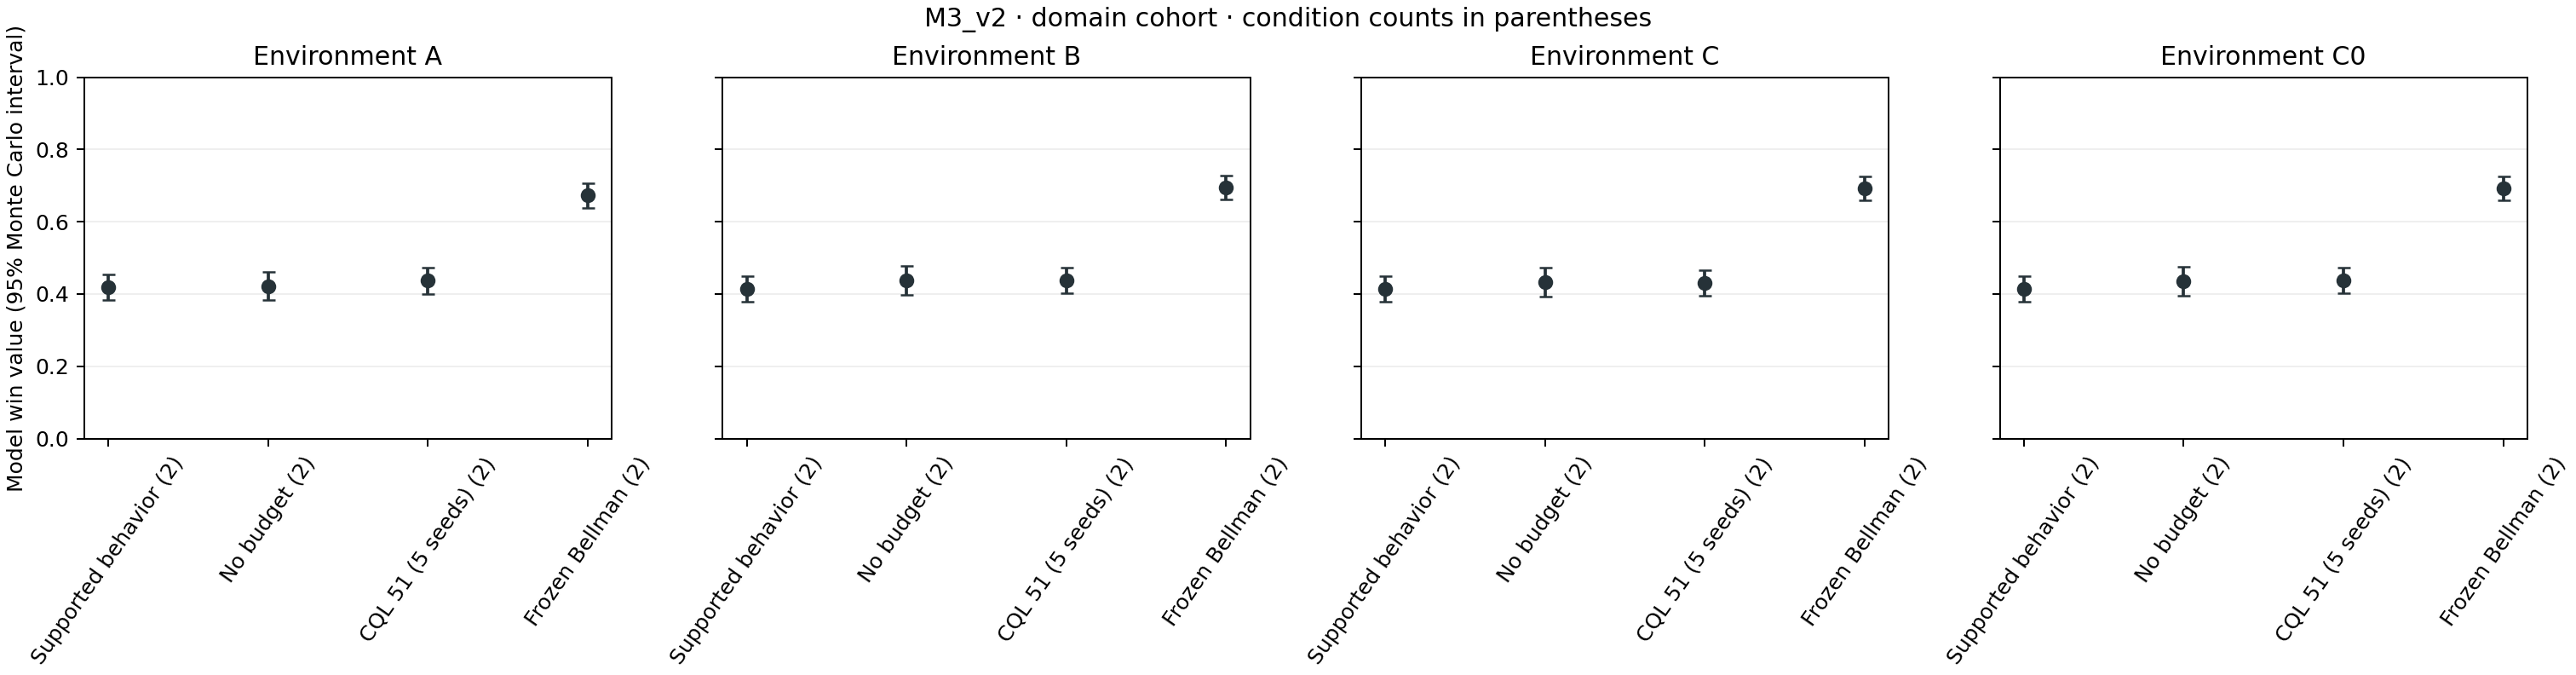 M3_v2 · domain cohort · condition counts in parentheses
Model win value (95% Monte Carlo interval)
Environment A
1.0
0.8
0.6
0.4
0.2
0.0
Supported behavior (2)
No budget (2)
CQL 51 (5 seeds) (2)
Frozen Bellman (2)
Environment B
Supported behavior (2)
No budget (2)
CQL 51 (5 seeds) (2)
Frozen Bellman (2)
Environment C
Supported behavior (2)
No budget (2)
CQL 51 (5 seeds) (2)
Frozen Bellman (2)
Environment C0
Supported behavior (2)
No budget (2)
CQL 51 (5 seeds) (2)
Frozen Bellman (2)